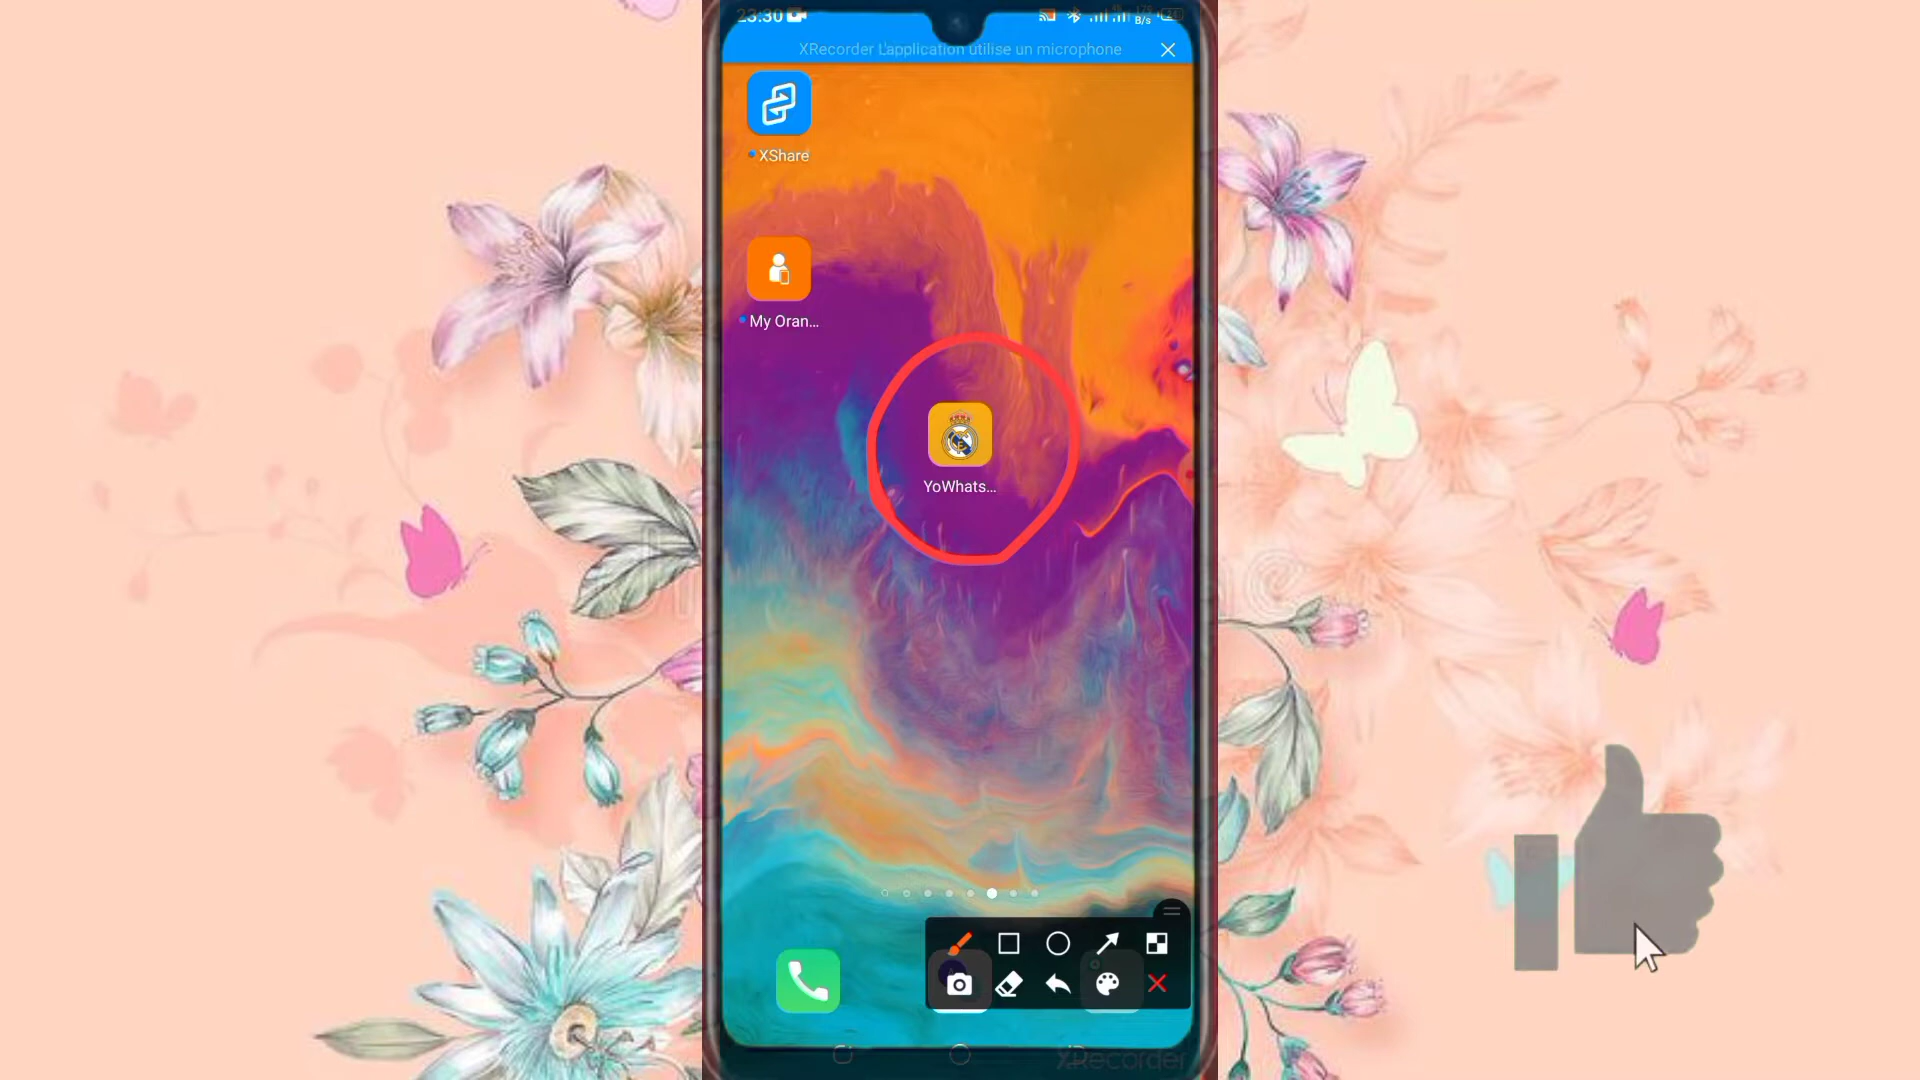 23:30
B/s
XRecorder L'application utilise un microphone
XShare
My Oran...
YoWhats...
XRecorder